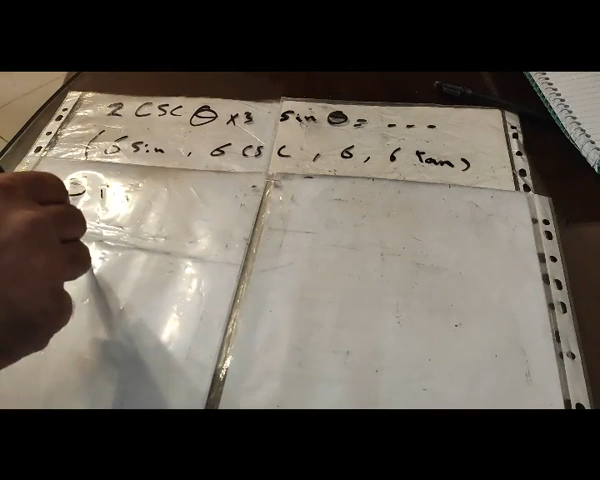 2 CSC θ x 3 sin θ = ---
( 6 sin , 6 CSC , 6 , 6 tan )